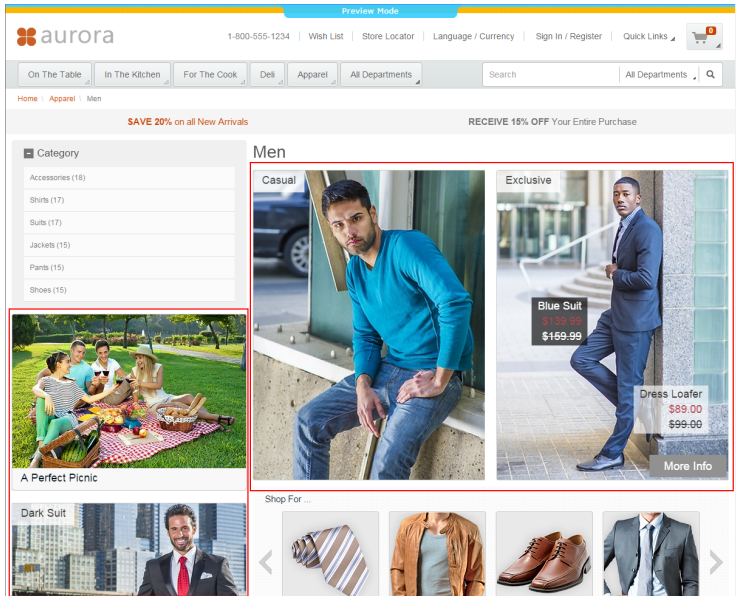 Preview Mode
aurora
1-800-555-1234 Wish List Store Locator Language / Currency Sign In / Register Quick Links 0
On The Table In The Kitchen For The Cook Deli Apparel All Departments Search All Departments
Home \ Apparel \ Men
SAVE 20% on all New Arrivals RECEIVE 15% OFF Your Entire Purchase
Category
Accessories (18)
Shirts (17)
Suits (17)
Jackets (15)
Pants (15)
Shoes (15)
A Perfect Picnic
Dark Suit
Men
Casual
Exclusive
Blue Suit
$139.99
$159.99
Dress Loafer
$89.00
$99.00
More Info
Shop For ...